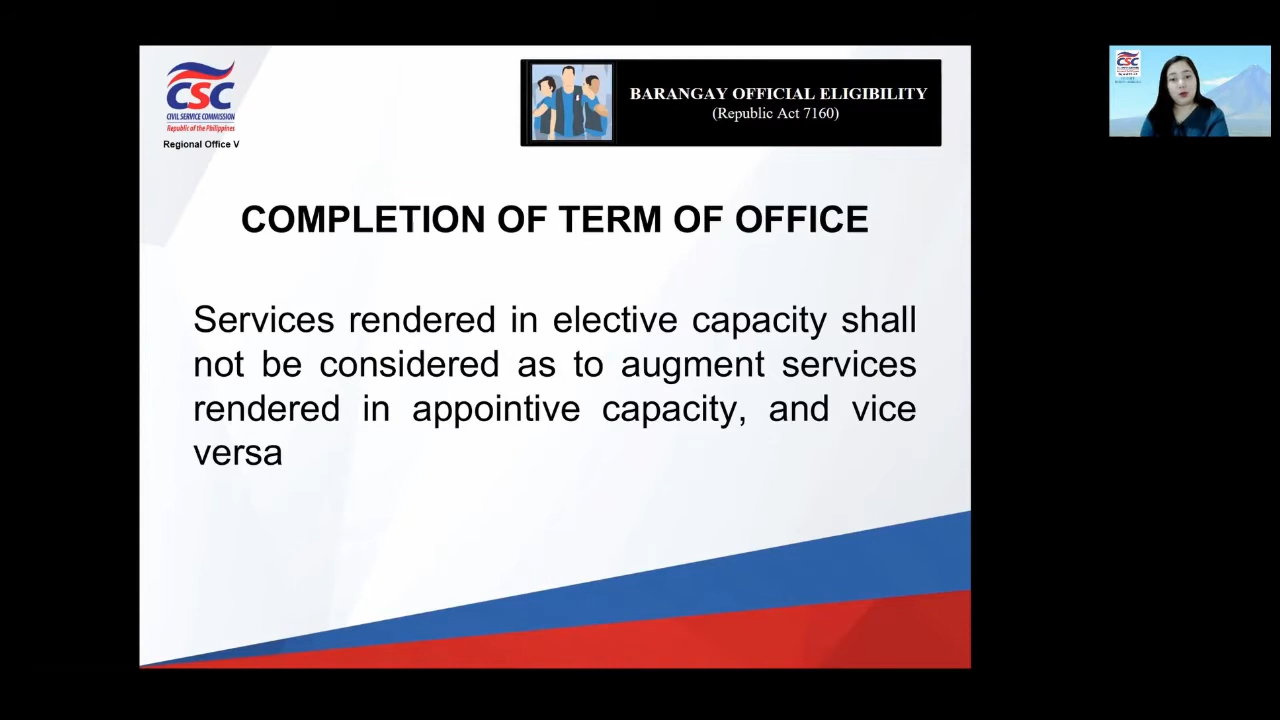 CSC
CIVIL SERVICE COMMISSION
Republic of the Philippines
Regional Office V
BARANGAY OFFICIAL ELIGIBILITY
(Republic Act 7160)
COMPLETION OF TERM OF OFFICE
Services rendered in elective capacity shall
not be considered as to augment services
rendered in appointive capacity, and vice
versa
CSC